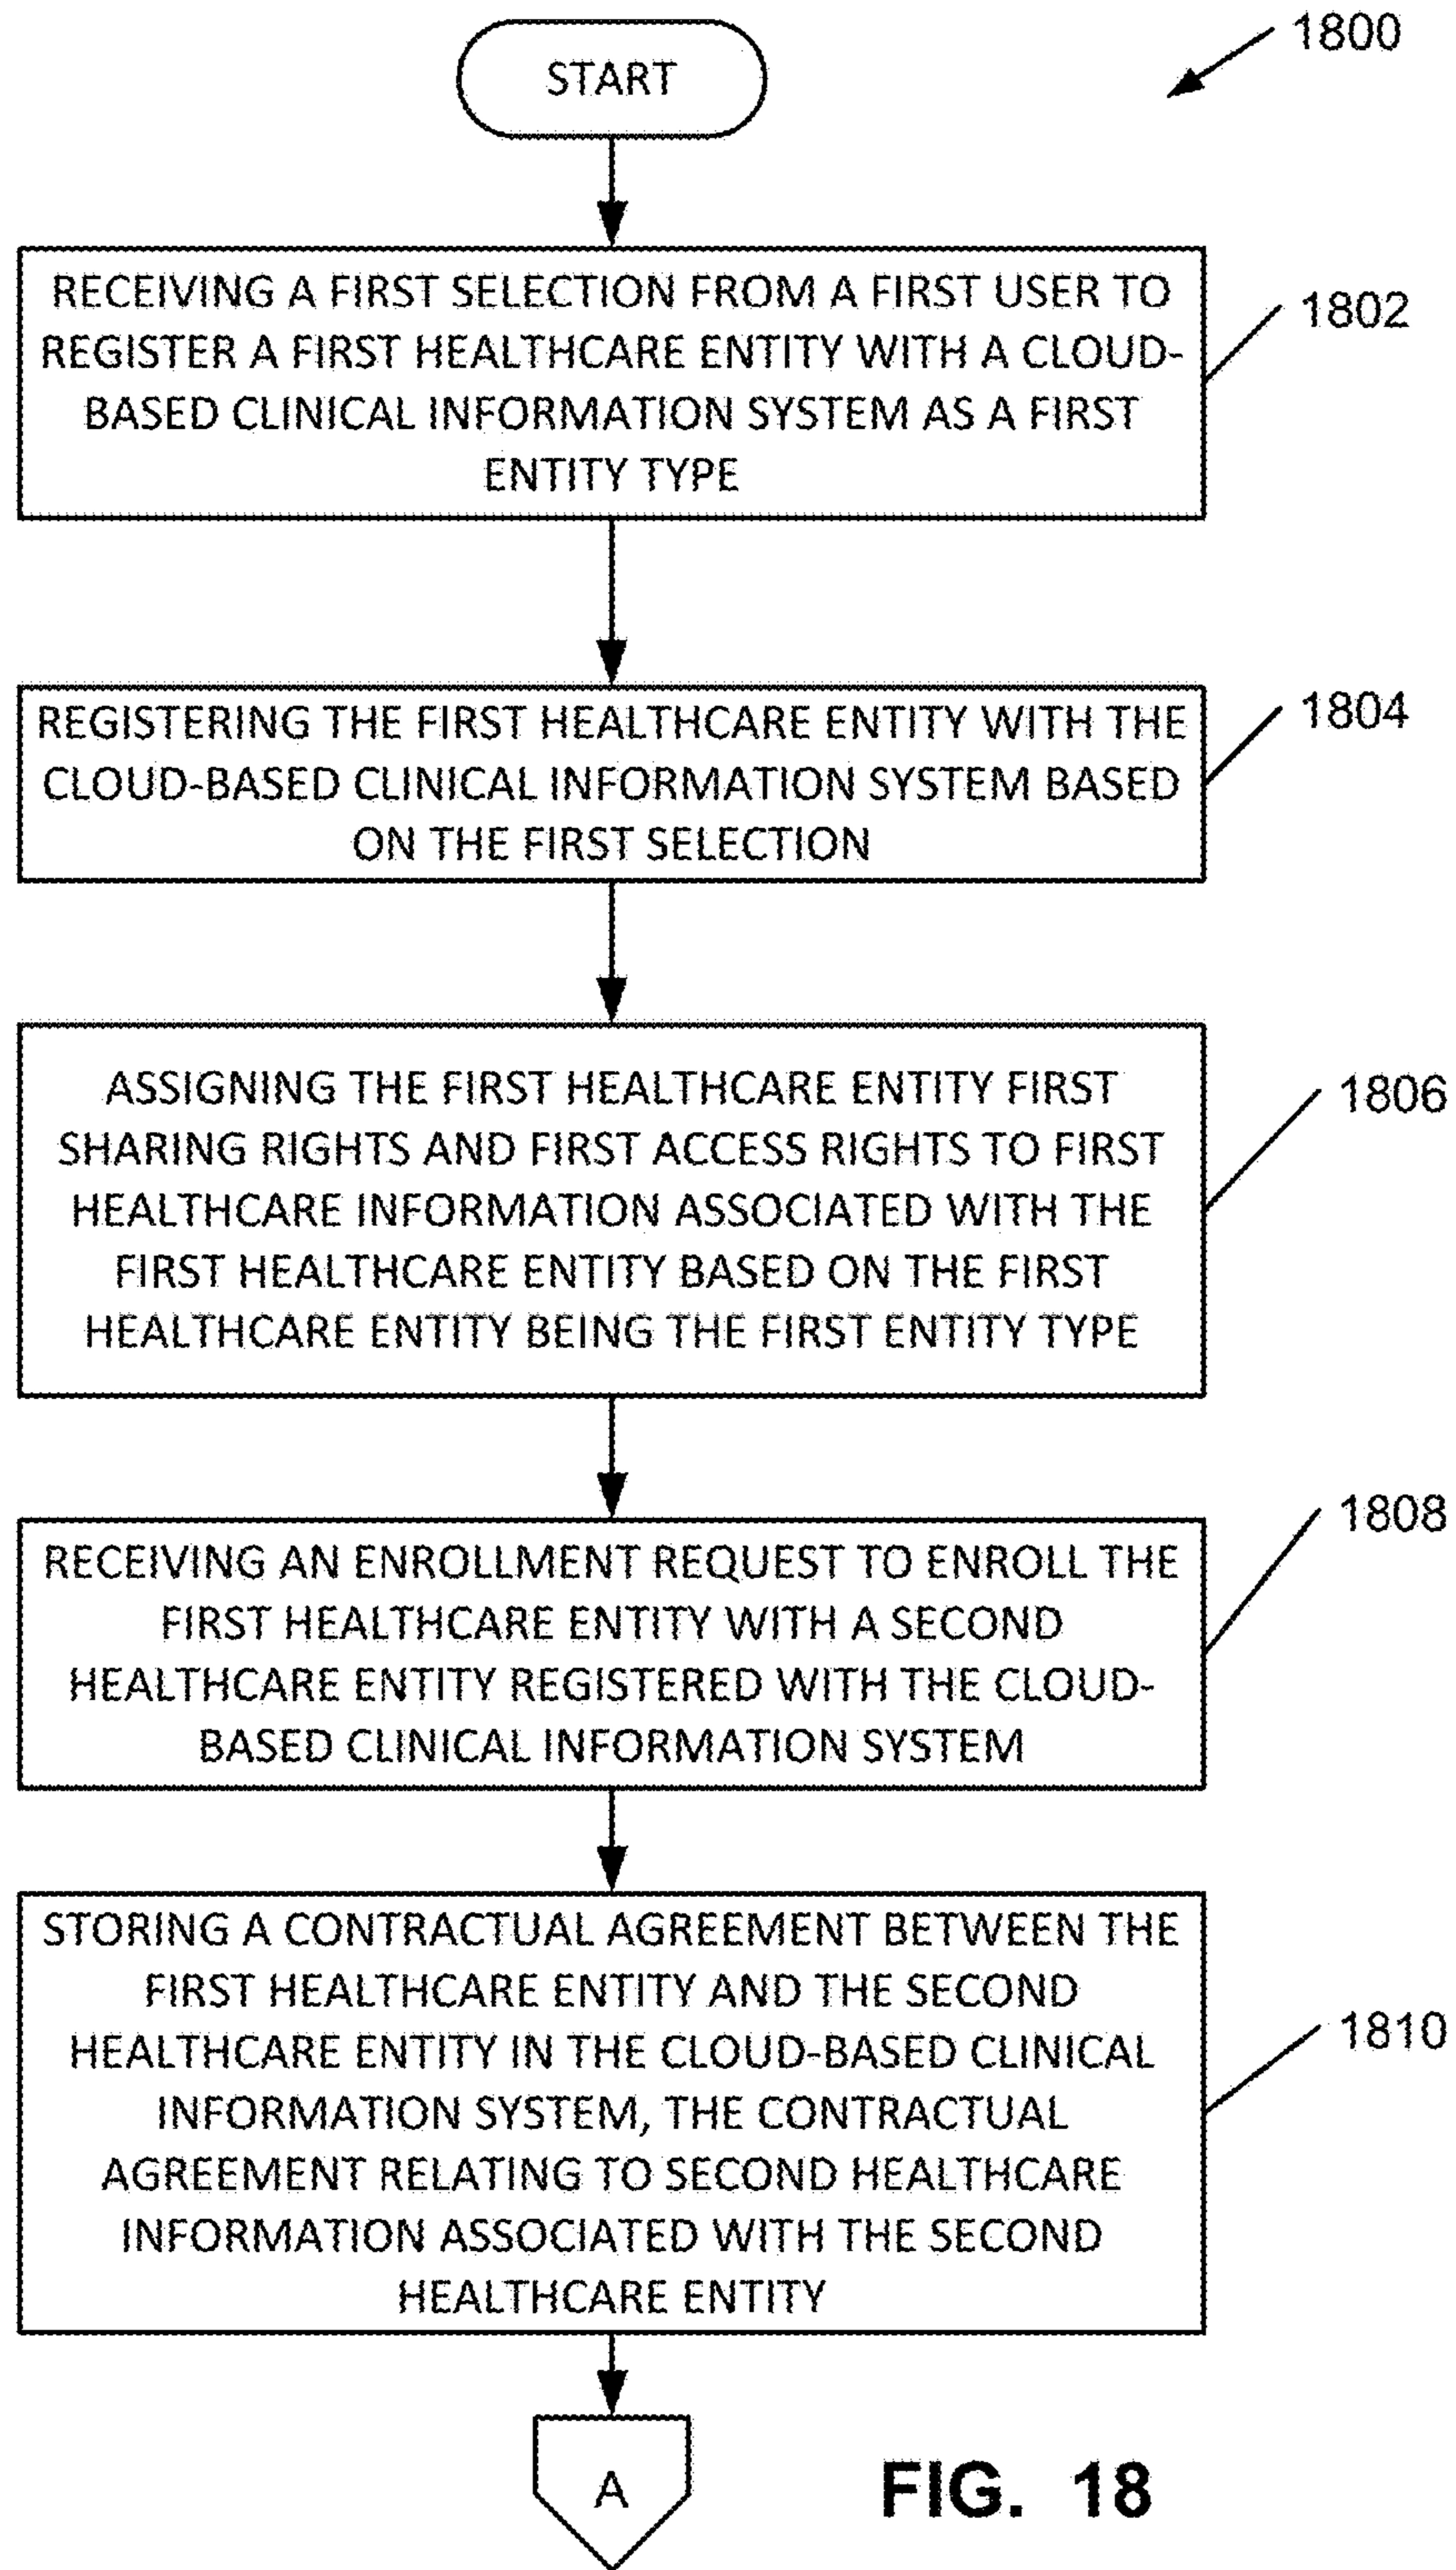 1800
START
RECEIVING A FIRST SELECTION FROM A FIRST USER TO
REGISTER A FIRST HEALTHCARE ENTITY WITH A CLOUD-
BASED CLINICAL INFORMATION SYSTEM AS A FIRST
ENTITY TYPE
1802
REGISTERING THE FIRST HEALTHCARE ENTITY WITH THE
CLOUD-BASED CLINICAL INFORMATION SYSTEM BASED
ON THE FIRST SELECTION
1804
ASSIGNING THE FIRST HEALTHCARE ENTITY FIRST
SHARING RIGHTS AND FIRST ACCESS RIGHTS TO FIRST
HEALTHCARE INFORMATION ASSOCIATED WITH THE
FIRST HEALTHCARE ENTITY BASED ON THE FIRST
HEALTHCARE ENTITY BEING THE FIRST ENTITY TYPE
1806
RECEIVING AN ENROLLMENT REQUEST TO ENROLL THE
FIRST HEALTHCARE ENTITY WITH A SECOND
HEALTHCARE ENTITY REGISTERED WITH THE CLOUD-
BASED CLINICAL INFORMATION SYSTEM
1808
STORING A CONTRACTUAL AGREEMENT BETWEEN THE
FIRST HEALTHCARE ENTITY AND THE SECOND
HEALTHCARE ENTITY IN THE CLOUD-BASED CLINICAL
INFORMATION SYSTEM, THE CONTRACTUAL
AGREEMENT RELATING TO SECOND HEALTHCARE
INFORMATION ASSOCIATED WITH THE SECOND
HEALTHCARE ENTITY
1810
A
FIG. 18